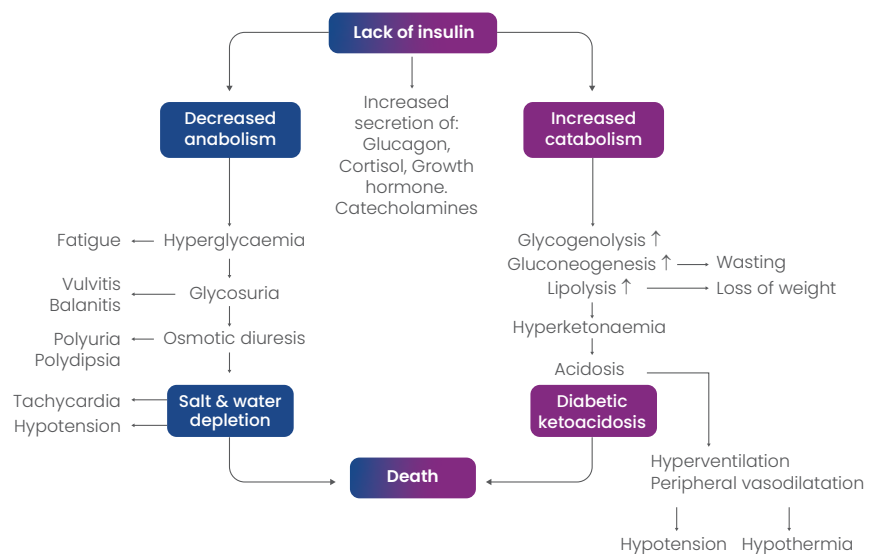 Lack of insulin
Decreased
anabolism
Increased
secretion of:
Glucagon,
Cortisol, Growth
hormone.
Catecholamines
Increased
catabolism
Fatigue
Hyperglycaemia
Vulvitis
Balanitis
Glycosuria
Polyuria
Polydipsia
Osmotic diuresis
Tachycardia
Hypotension
Salt & water
depletion
Glycogenolysis ↑
Gluconeogenesis ↑
Wasting
Lipolysis ↑
Loss of weight
Hyperketonaemia
Acidosis
Diabetic
ketoacidosis
Death
Hyperventilation
Peripheral vasodilatation
Hypotension
Hypothermia